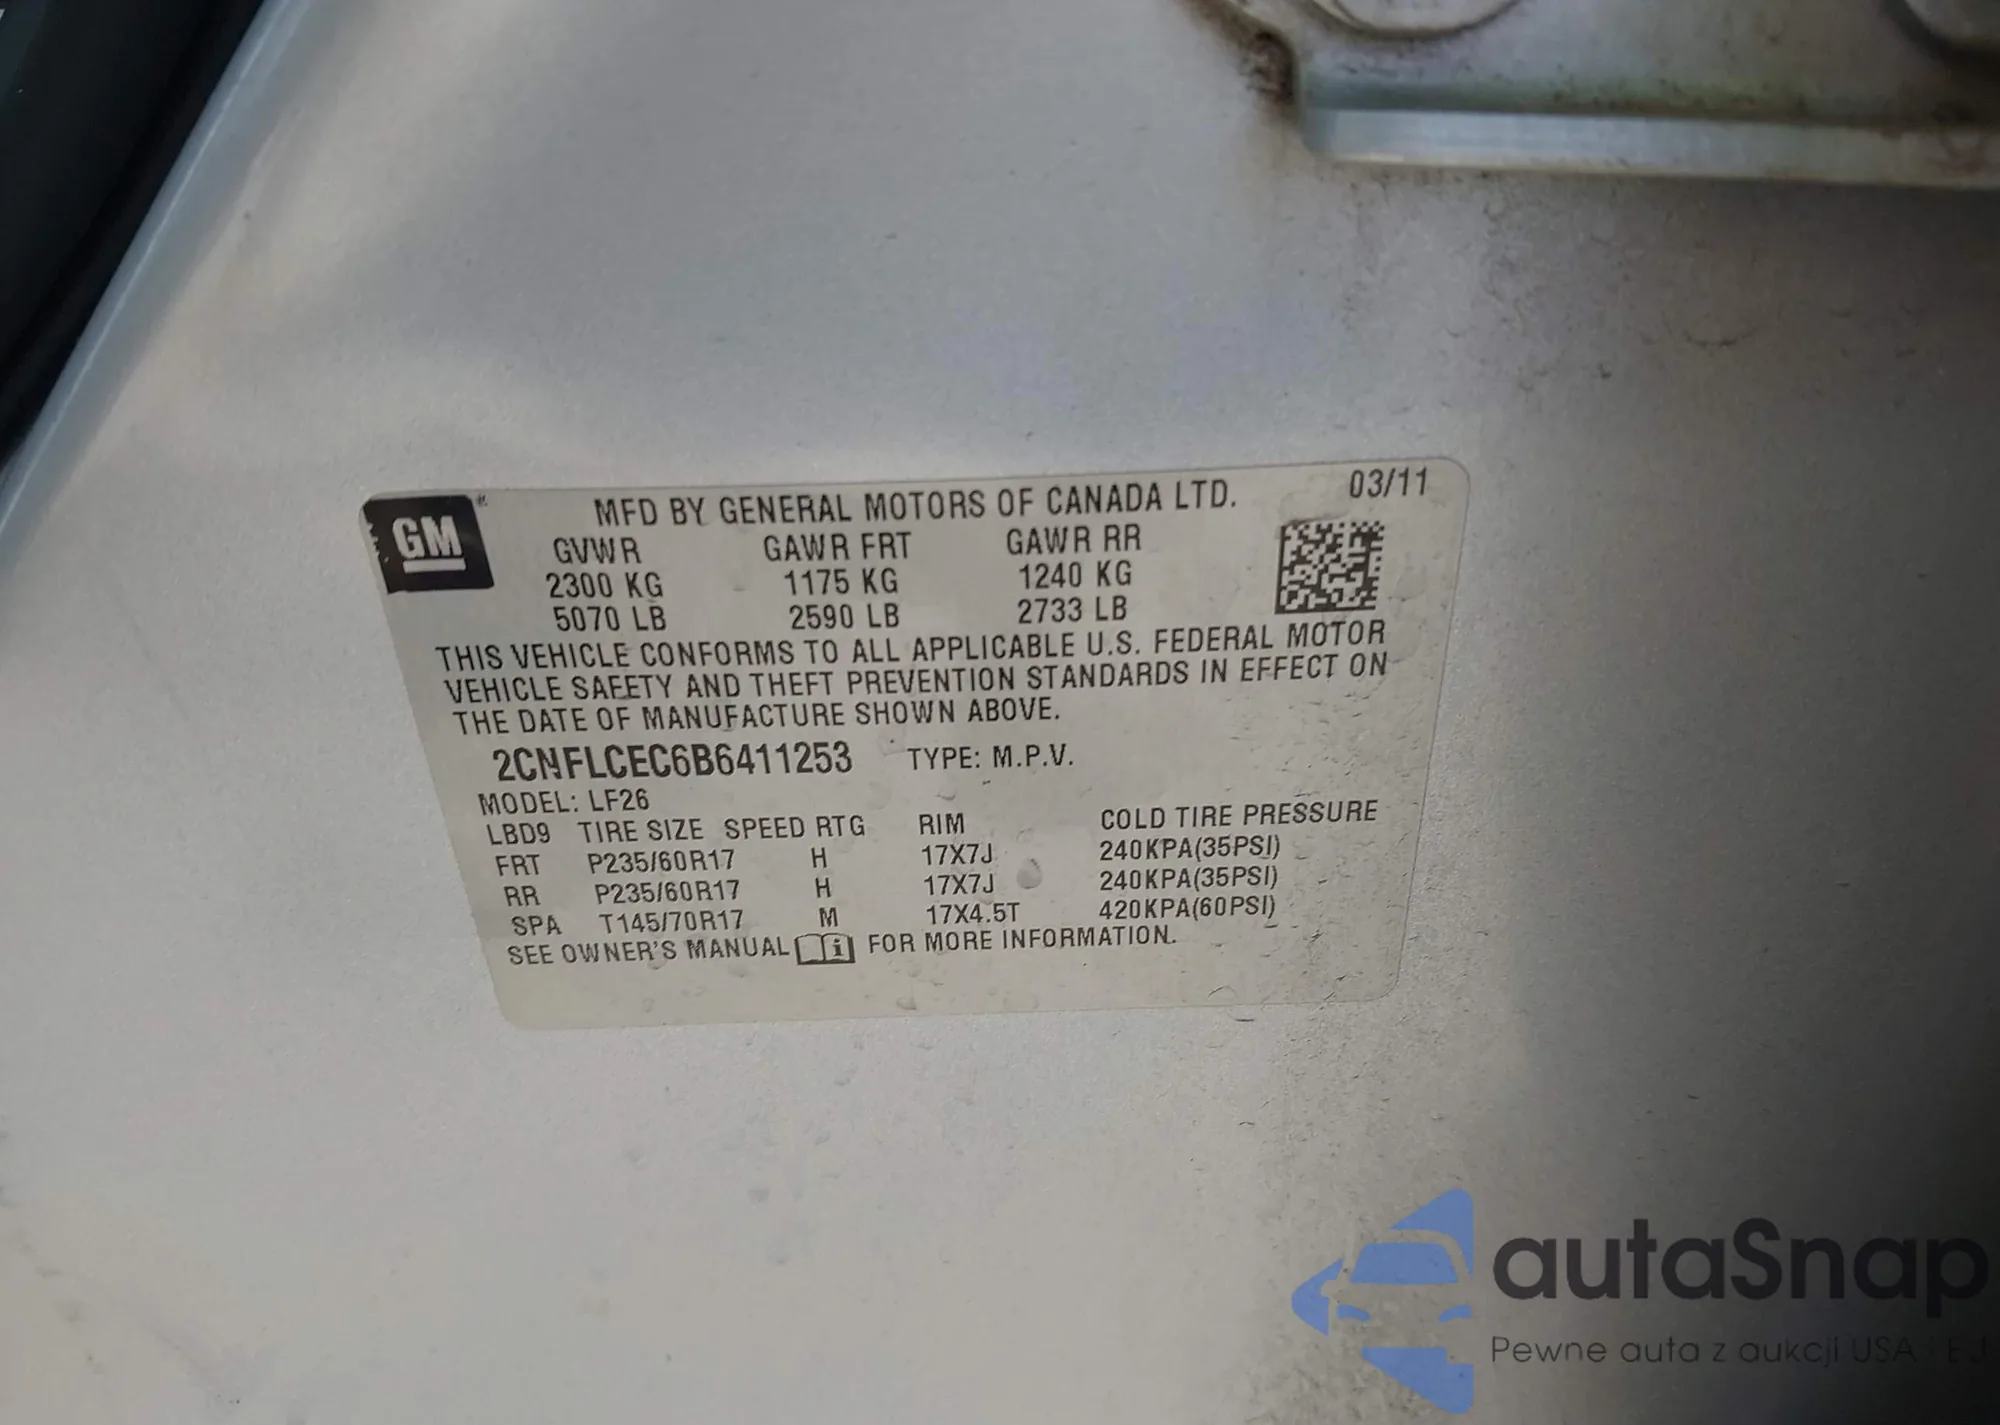 GM
MFD BY GENERAL MOTORS OF CANADA LTD. 03/11
GVWR GAWR FRT GAWR RR
2300 KG 1175 KG 1240 KG
5070 LB 2590 LB 2733 LB
THIS VEHICLE CONFORMS TO ALL APPLICABLE U.S. FEDERAL MOTOR
VEHICLE SAFETY AND THEFT PREVENTION STANDARDS IN EFFECT ON
THE DATE OF MANUFACTURE SHOWN ABOVE.
2CNFLCEC6B6411253 TYPE: M.P.V.
MODEL: LF26
LBD9 TIRE SIZE SPEED RTG RIM COLD TIRE PRESSURE
FRT P235/60R17 H 17X7J 240KPA(35PSI)
RR P235/60R17 H 17X7J 240KPA(35PSI)
SPA T145/70R17 M 17X4.5T 420KPA(60PSI)
SEE OWNER'S MANUAL i FOR MORE INFORMATION.
autaSnap
Pewne auta z aukcji USA